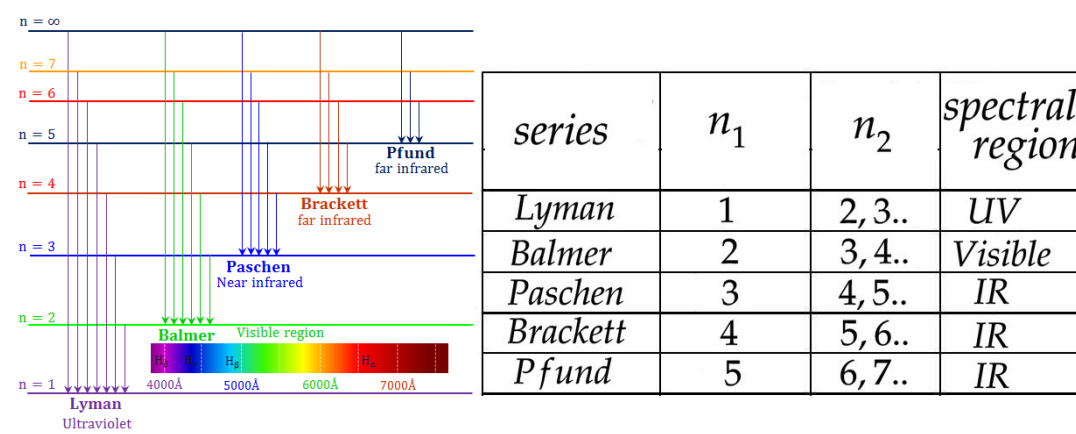 n = ∞
n = 7
n = 6
n = 5
Pfund
far infrared
n = 4
Brackett
far infrared
n = 3
Paschen
Near infrared
n = 2
Balmer Visible region
Hβ Hα
4000Å 5000Å 6000Å 7000Å
n = 1
Lyman
Ultraviolet
series n₁ n₂ spectral region
Lyman 1 2, 3.. UV
Balmer 2 3, 4.. Visible
Paschen 3 4, 5.. IR
Brackett 4 5, 6.. IR
Pfund 5 6, 7.. IR